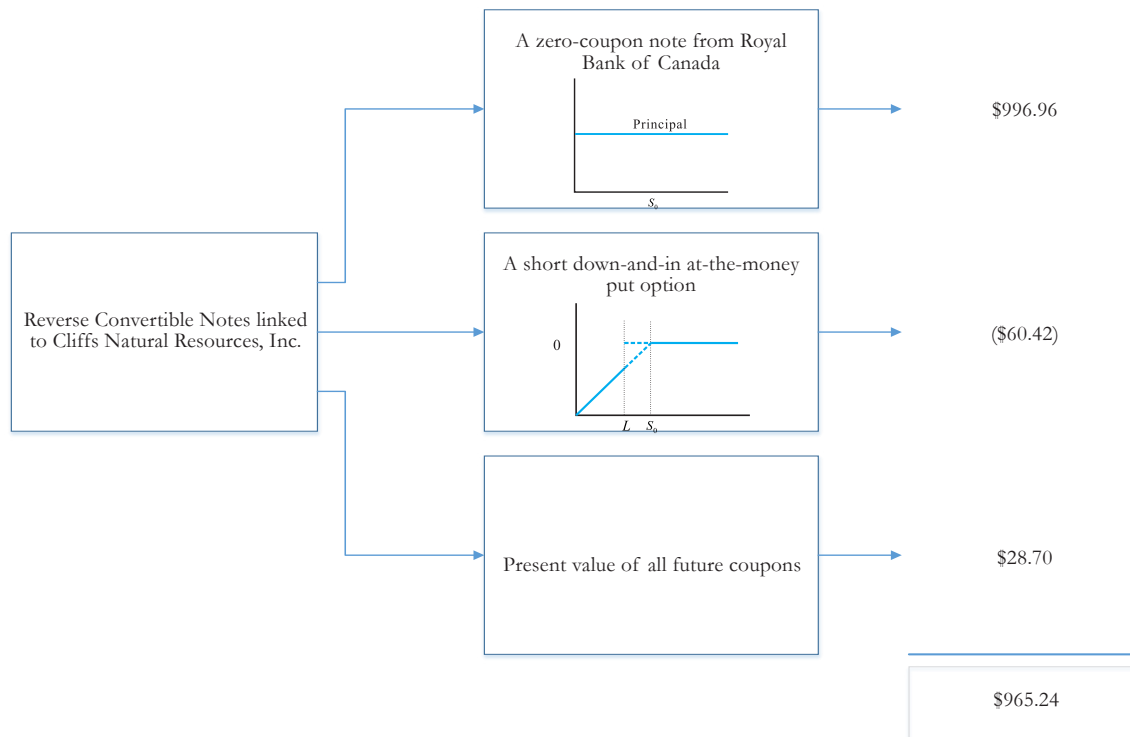 A zero-coupon note from Royal
Bank of Canada
Principal
S₀
$996.96
Reverse Convertible Notes linked
to Cliffs Natural Resources, Inc.
A short down-and-in at-the-money
put option
0
L S₀
($60.42)
Present value of all future coupons
$28.70
$965.24